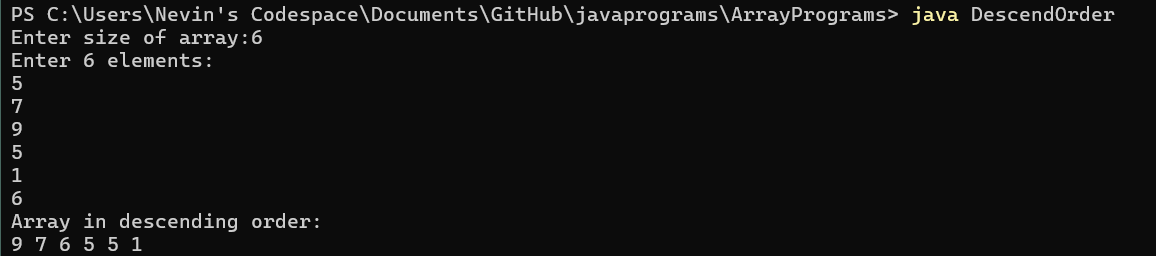 PS C:\Users\Nevin's Codespace\Documents\GitHub\javaprograms\ArrayPrograms> java DescendOrder
Enter size of array:6
Enter 6 elements:
5
7
9
5
1
6
Array in descending order:
9 7 6 5 5 1